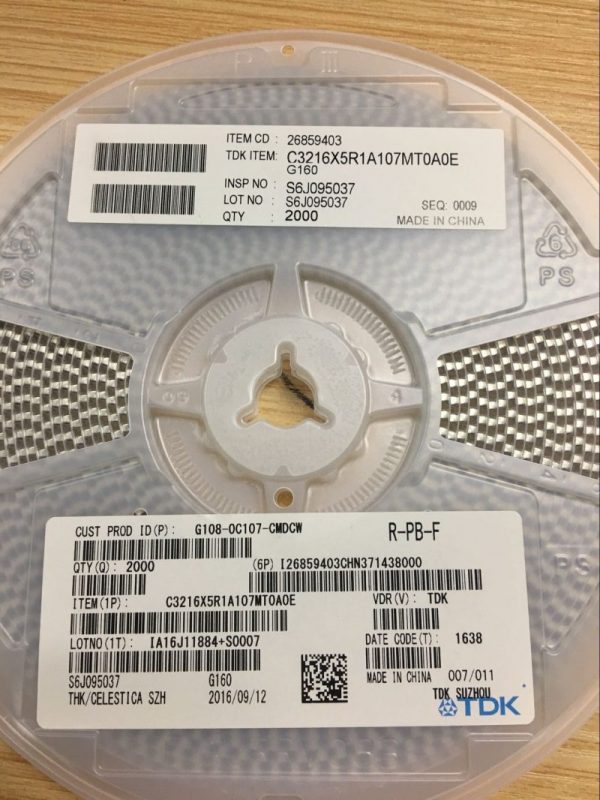 ITEM CD : 26859403
TDK ITEM: C3216X5R1A107MT0A0E
G160
INSP NO : S6J095037
LOT NO : S6J095037
QTY : 2000
SEQ: 0009
MADE IN CHINA
6
PS
6
PS
CUST PROD ID(P): G108-0C107-CMDCW
R-PB-F
QTY(Q): 2000
(6P) I26859403CHN371438000
ITEM(1P): C3216X5R1A107MT0A0E
VDR(V): TDK
LOTNO(1T): IA16J11884+S0007
DATE CODE(T): 1638
S6J095037 G160
MADE IN CHINA 007/011
THK/CELESTICA SZH 2016/09/12
TDK SUZHOU
TDK
PS